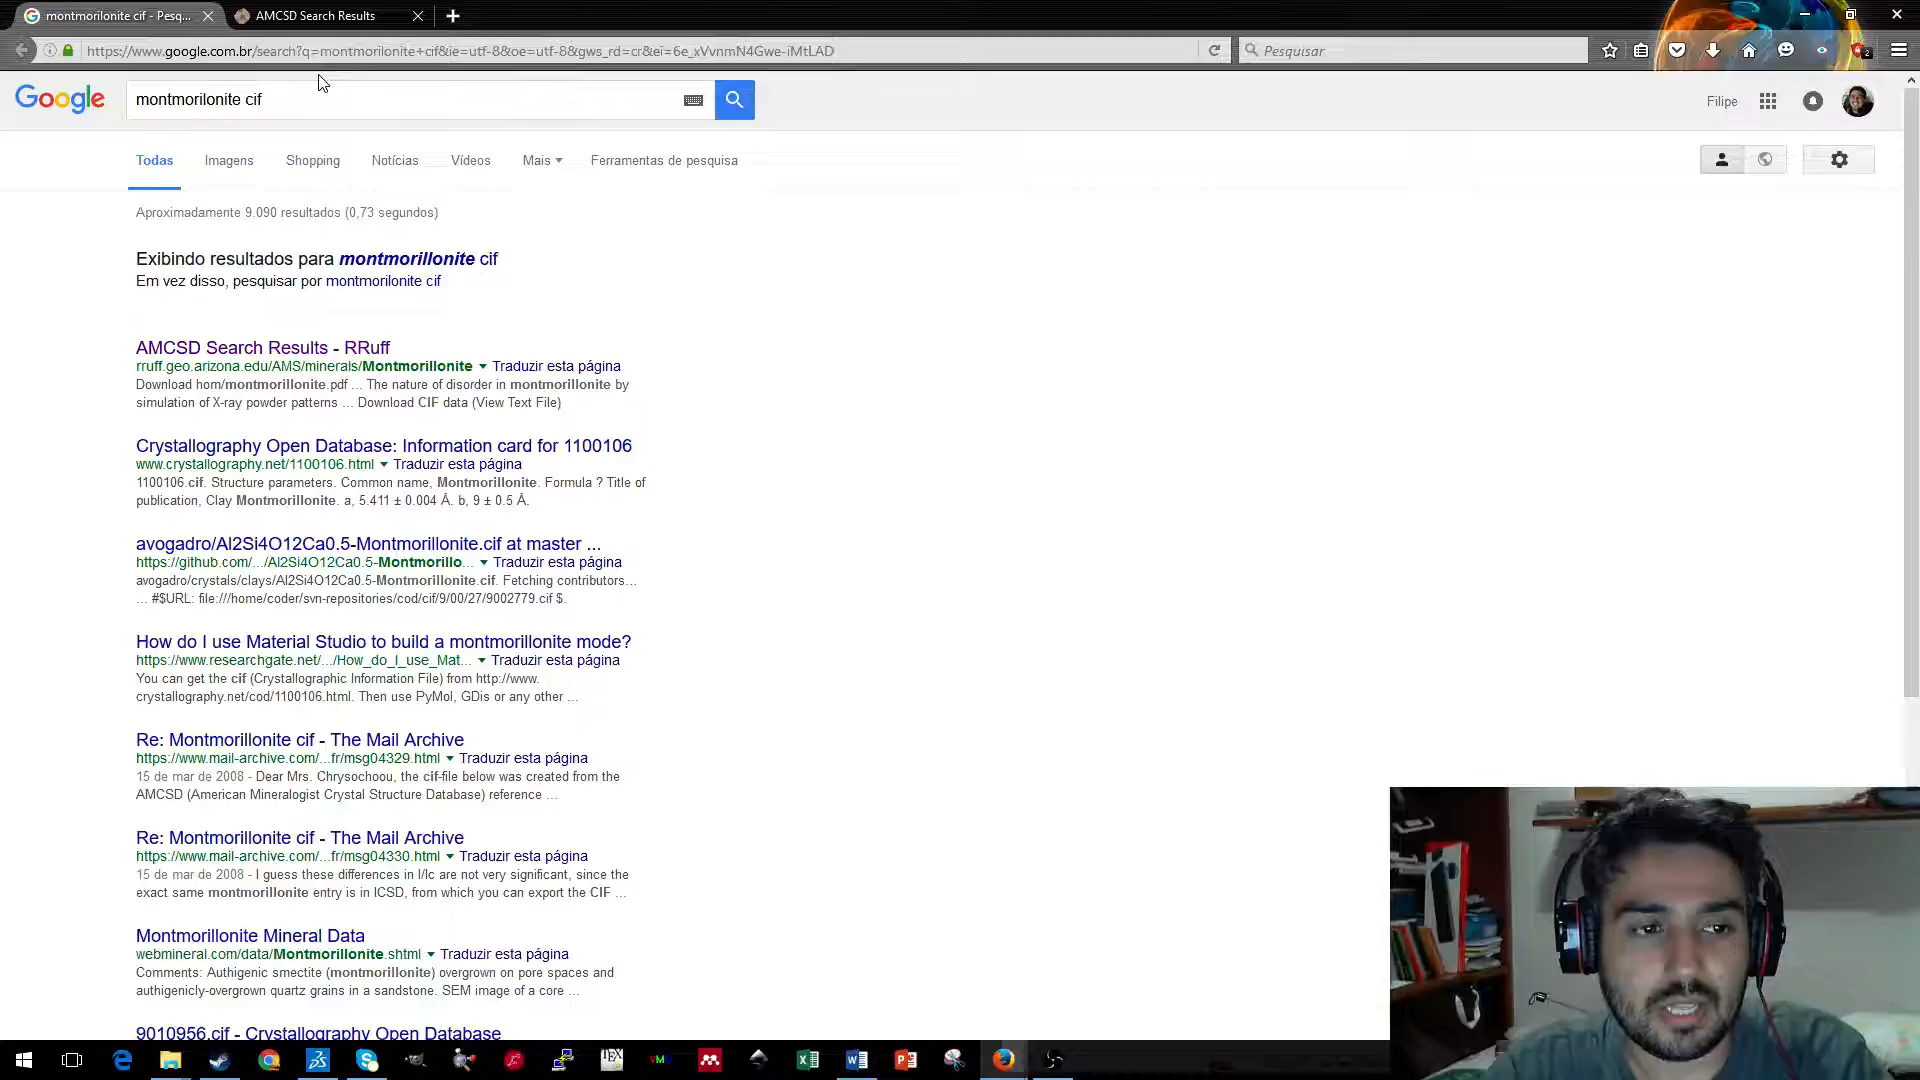 montmorilonite cif - Pesq...
AMCSD Search Results
https://www.google.com.br/search?q=montmorilonite+cif&ie=utf-8&oe=utf-8&gws_rd=cr&ei=6e_xVvnmN4Gwe-iMtLAD
Pesquisar
2
Google
montmorilonite cif
Filipe
Todas
Imagens
Shopping
Notícias
Vídeos
Mais
Ferramentas de pesquisa
Aproximadamente 9.090 resultados (0,73 segundos)
Exibindo resultados para montmorillonite cif
Em vez disso, pesquisar por montmorilonite cif
AMCSD Search Results - RRuff
rruff.geo.arizona.edu/AMS/minerals/Montmorillonite Traduzir esta página
Download hom/montmorillonite.pdf ... The nature of disorder in montmorillonite by
simulation of X-ray powder patterns ... Download CIF data (View Text File)
Crystallography Open Database: Information card for 1100106
www.crystallography.net/1100106.html Traduzir esta página
1100106.cif. Structure parameters. Common name, Montmorillonite. Formula ? Title of
publication, Clay Montmorillonite. a, 5.411 ± 0.004 Å. b, 9 ± 0.5 Å.
avogadro/Al2Si4O12Ca0.5-Montmorillonite.cif at master ...
https://github.com/.../Al2Si4O12Ca0.5-Montmorillo... Traduzir esta página
avogadro/crystals/clays/Al2Si4O12Ca0.5-Montmorillonite.cif. Fetching contributors...
... #$URL: file:///home/coder/svn-repositories/cod/cif/9/00/27/9002779.cif $.
How do I use Material Studio to build a montmorillonite mode?
https://www.researchgate.net/.../How_do_I_use_Mat... Traduzir esta página
You can get the cif (Crystallographic Information File) from http://www.
crystallography.net/cod/1100106.html. Then use PyMol, GDis or any other ...
Re: Montmorillonite cif - The Mail Archive
https://www.mail-archive.com/...fr/msg04329.html Traduzir esta página
15 de mar de 2008 - Dear Mrs. Chrysochoou, the cif-file below was created from the
AMCSD (American Mineralogist Crystal Structure Database) reference ...
Re: Montmorillonite cif - The Mail Archive
https://www.mail-archive.com/...fr/msg04330.html Traduzir esta página
15 de mar de 2008 - I guess these differences in I/Ic are not very significant, since the
exact same montmorillonite entry is in ICSD, from which you can export the CIF ...
Montmorillonite Mineral Data
webmineral.com/data/Montmorillonite.shtml Traduzir esta página
Comments: Authigenic smectite (montmorillonite) overgrown on pore spaces and
authigenicly-overgrown quartz grains in a sandstone. SEM image of a core ...
9010956.cif - Crystallography Open Database